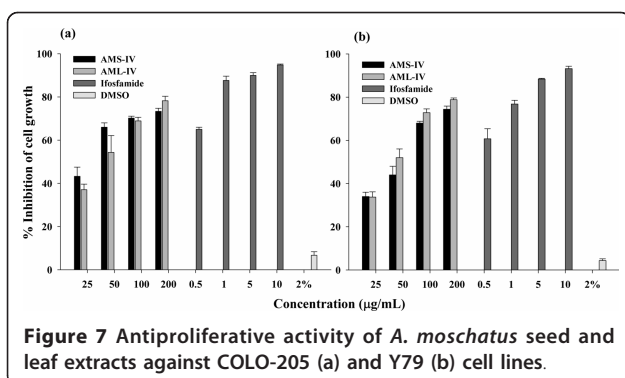 (a)
AMS-IV
AML-IV
Ifosfamide
DMSO
(b)
AMS-IV
AML-IV
Ifosfamide
DMSO
% Inhibition of cell growth
100
80
60
40
20
0
100
80
60
40
20
0
25 50 100 200 0.5 1 5 10 2%
25 50 100 200 0.5 1 5 10 2%
Concentration (µg/mL)
Figure 7 Antiproliferative activity of A. moschatus seed and
leaf extracts against COLO-205 (a) and Y79 (b) cell lines.